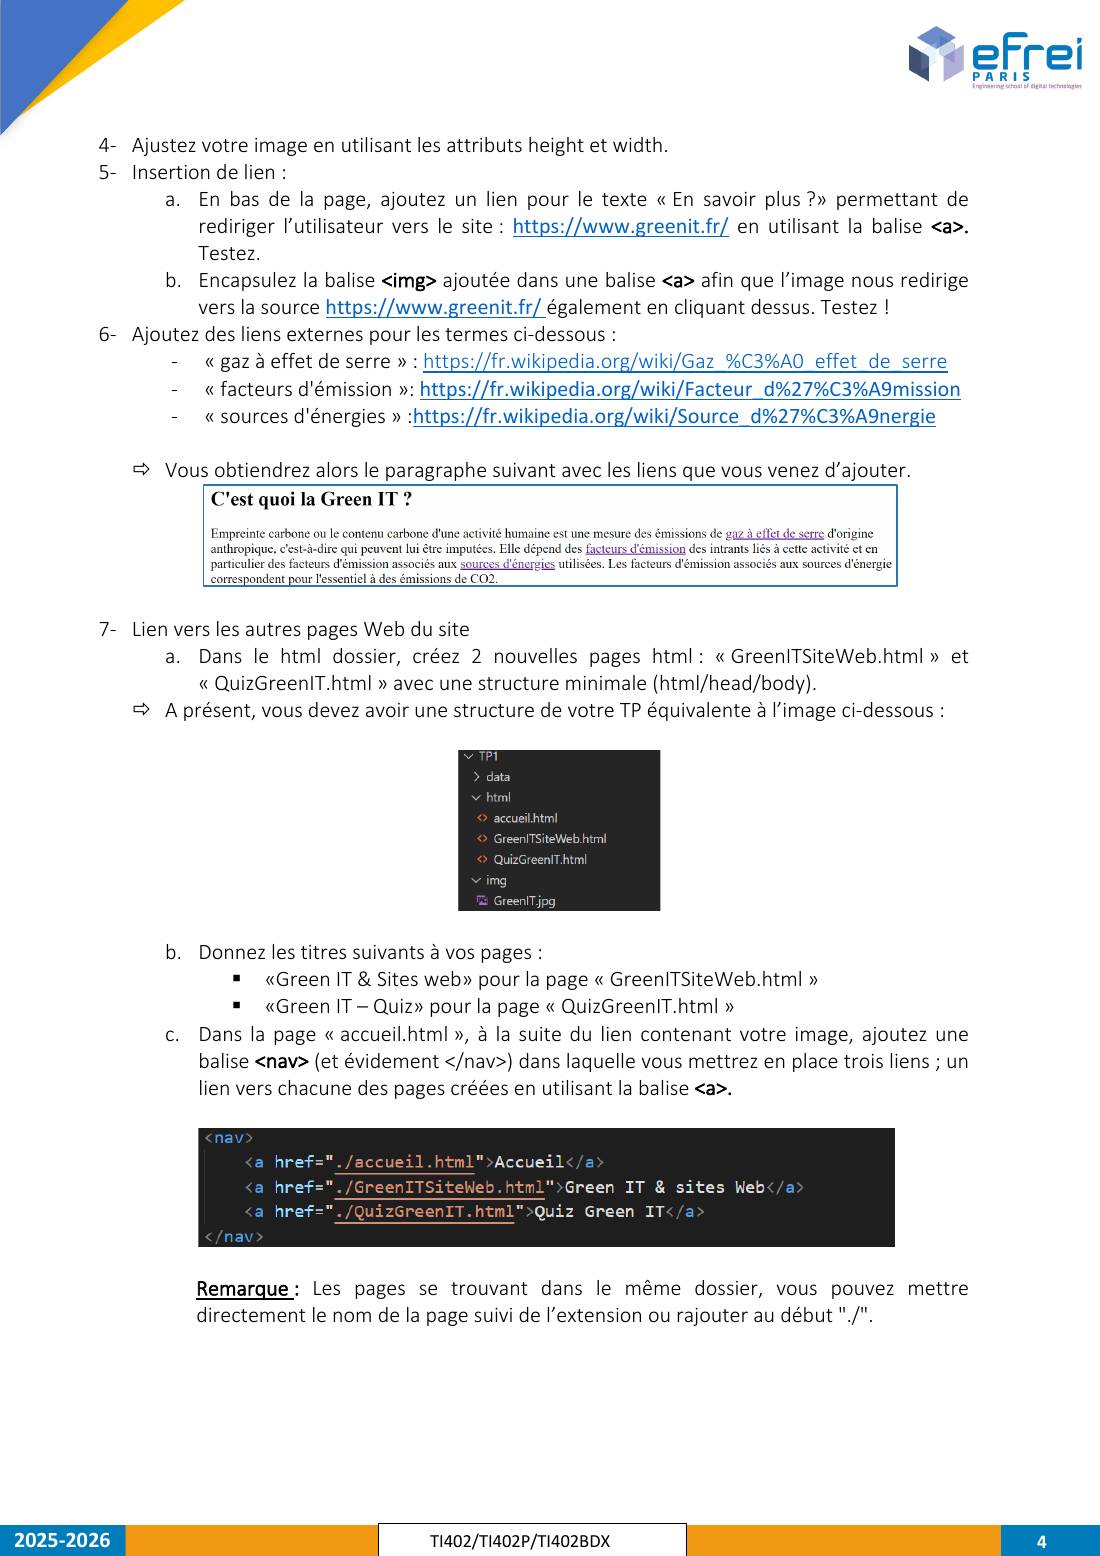 efrei
PARIS
Engineering school of digital technologies
4- Ajustez votre image en utilisant les attributs height et width.
5- Insertion de lien :
a. En bas de la page, ajoutez un lien pour le texte « En savoir plus ?» permettant de
rediriger l’utilisateur vers le site : https://www.greenit.fr/ en utilisant la balise <a>.
Testez.
b. Encapsulez la balise <img> ajoutée dans une balise <a> afin que l’image nous redirige
vers la source https://www.greenit.fr/ également en cliquant dessus. Testez !
6- Ajoutez des liens externes pour les termes ci-dessous :
- « gaz à effet de serre » : https://fr.wikipedia.org/wiki/Gaz_%C3%A0_effet_de_serre
- « facteurs d'émission »: https://fr.wikipedia.org/wiki/Facteur_d%27%C3%A9mission
- « sources d'énergies » :https://fr.wikipedia.org/wiki/Source_d%27%C3%A9nergie
⇨ Vous obtiendrez alors le paragraphe suivant avec les liens que vous venez d’ajouter.
C'est quoi la Green IT ?
Empreinte carbone ou le contenu carbone d'une activité humaine est une mesure des émissions de gaz à effet de serre d'origine
anthropique, c'est-à-dire qui peuvent lui être imputées. Elle dépend des facteurs d'émission des intrants liés à cette activité et en
particulier des facteurs d'émission associés aux sources d'énergies utilisées. Les facteurs d'émission associés aux sources d'énergie
correspondent pour l'essentiel à des émissions de CO2.
7- Lien vers les autres pages Web du site
a. Dans le html dossier, créez 2 nouvelles pages html : « GreenITSiteWeb.html » et
« QuizGreenIT.html » avec une structure minimale (html/head/body).
⇨ A présent, vous devez avoir une structure de votre TP équivalente à l’image ci-dessous :
TP1
data
html
<> accueil.html
<> GreenITSiteWeb.html
<> QuizGreenIT.html
img
GreenIT.jpg
b. Donnez les titres suivants à vos pages :
▪ «Green IT & Sites web» pour la page « GreenITSiteWeb.html »
▪ «Green IT – Quiz» pour la page « QuizGreenIT.html »
c. Dans la page « accueil.html », à la suite du lien contenant votre image, ajoutez une
balise <nav> (et évidement </nav>) dans laquelle vous mettrez en place trois liens ; un
lien vers chacune des pages créées en utilisant la balise <a>.
<nav>
<a href="./accueil.html">Accueil</a>
<a href="./GreenITSiteWeb.html">Green IT & sites Web</a>
<a href="./QuizGreenIT.html">Quiz Green IT</a>
</nav>
Remarque : Les pages se trouvant dans le même dossier, vous pouvez mettre
directement le nom de la page suivi de l’extension ou rajouter au début "./".
2025-2026
TI402/TI402P/TI402BDX
4